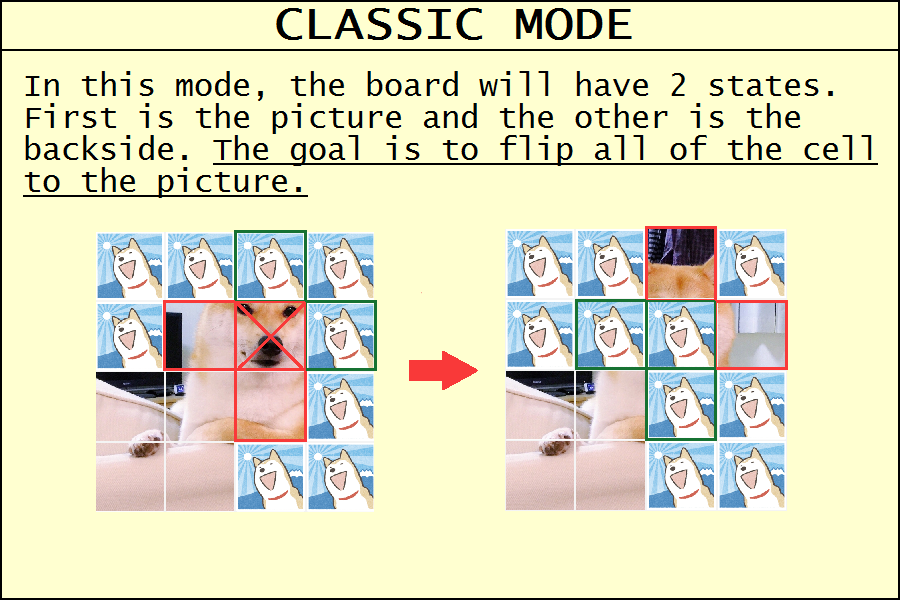 CLASSIC MODE
In this mode, the board will have 2 states.
First is the picture and the other is the
backside. The goal is to flip all of the cell
to the picture.